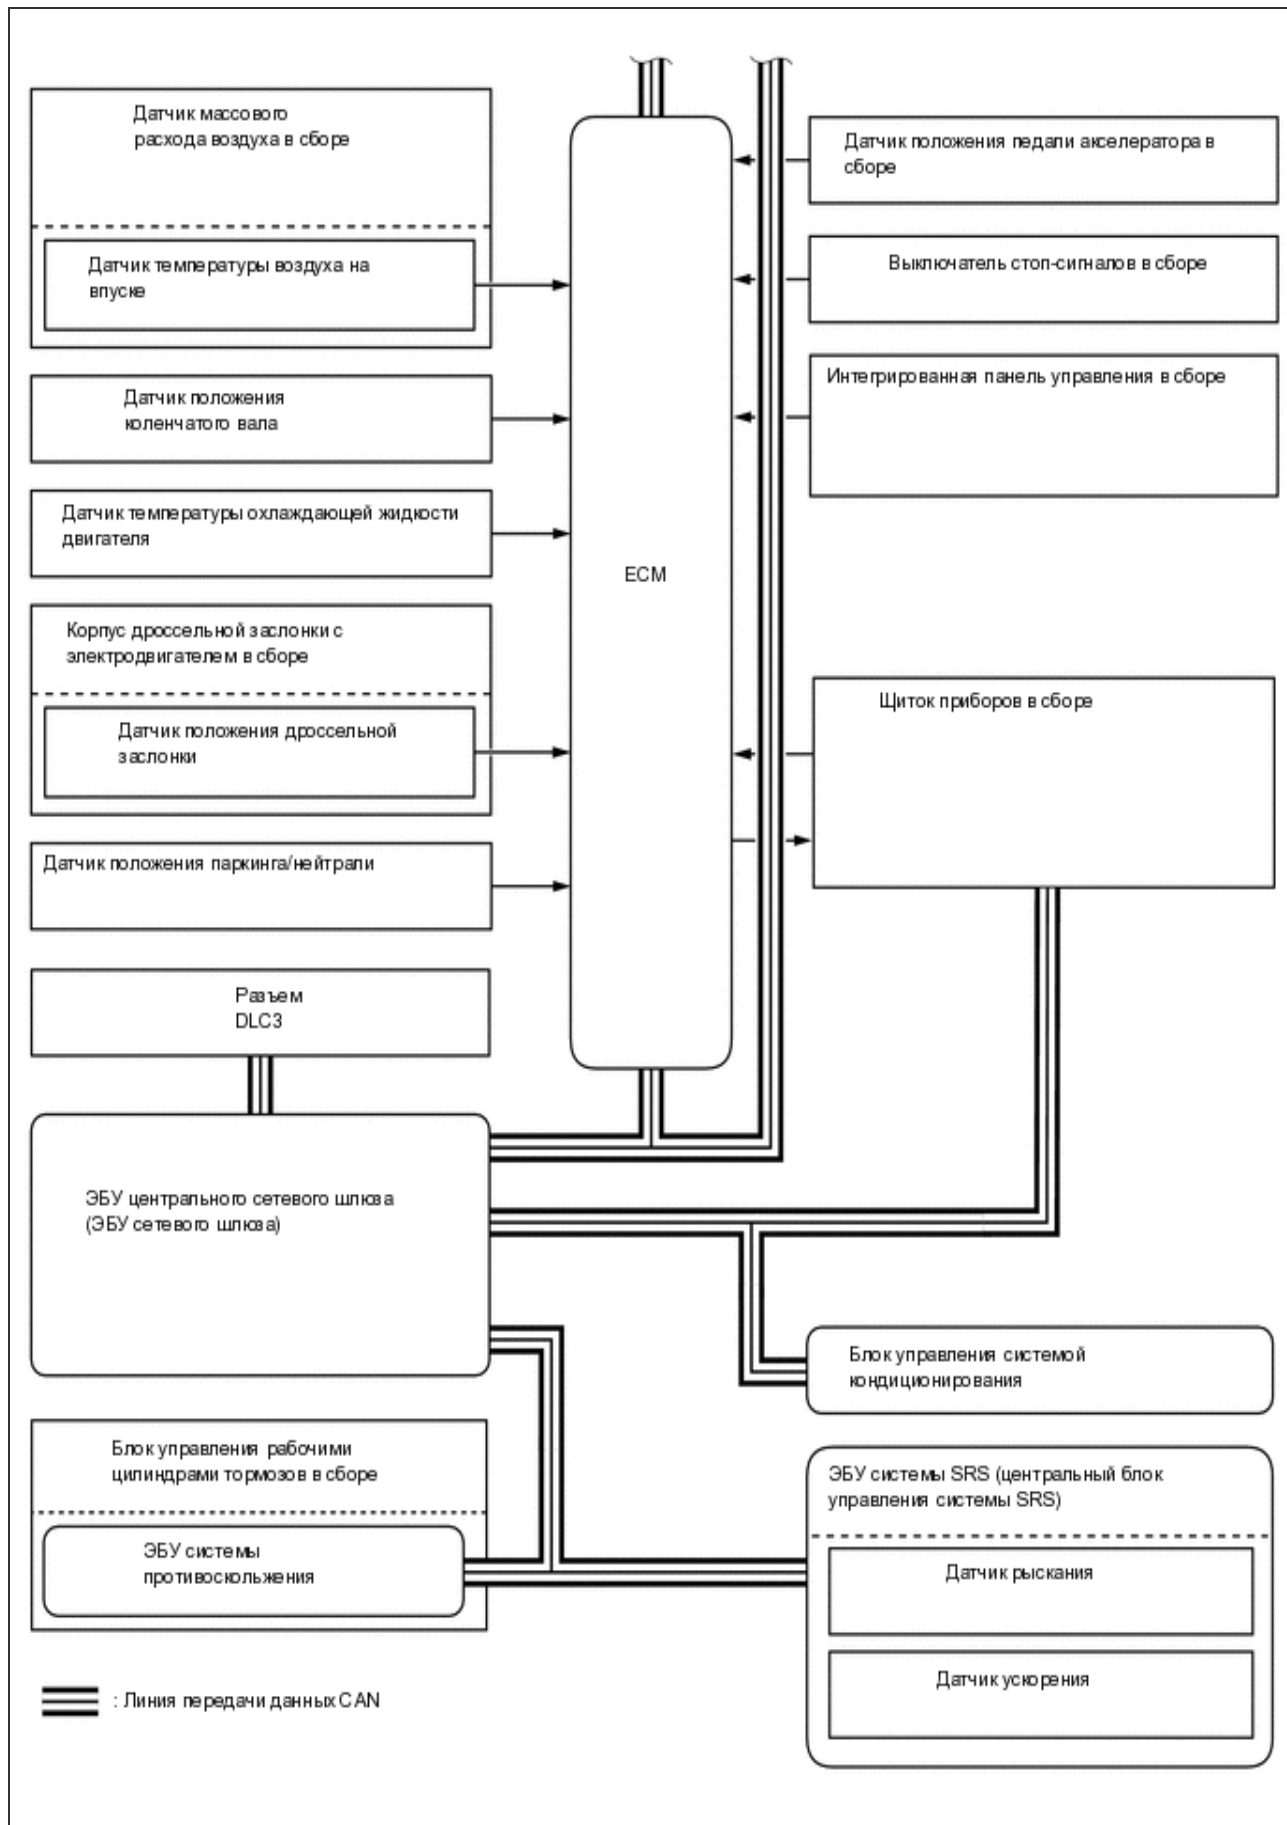 Датчик массового
расхода воздуха в сборе
Датчик температуры воздуха на
впуске
Датчик положения
коленчатого вала
Датчик температуры охлаждающей жидкости
двигателя
Корпус дроссельной заслонки с
электродвигателем в сборе
Датчик положения дроссельной
заслонки
Датчик положения паркинга/нейтрали
Разъем
DLC3
ECM
Датчик положения педали акселератора в
сборе
Выключатель стоп-сигналов в сборе
Интегрированная панель управления в сборе
Щиток приборов в сборе
ЭБУ центрального сетевого шлюза
(ЭБУ сетевого шлюза)
Блок управления системой
кондиционирования
Блок управления рабочими
цилиндрами тормозов в сборе
ЭБУ системы
противоскольжения
ЭБУ системы SRS (центральный блок
управления системы SRS)
Датчик рыскания
Датчик ускорения
: Линия передачи данных CAN